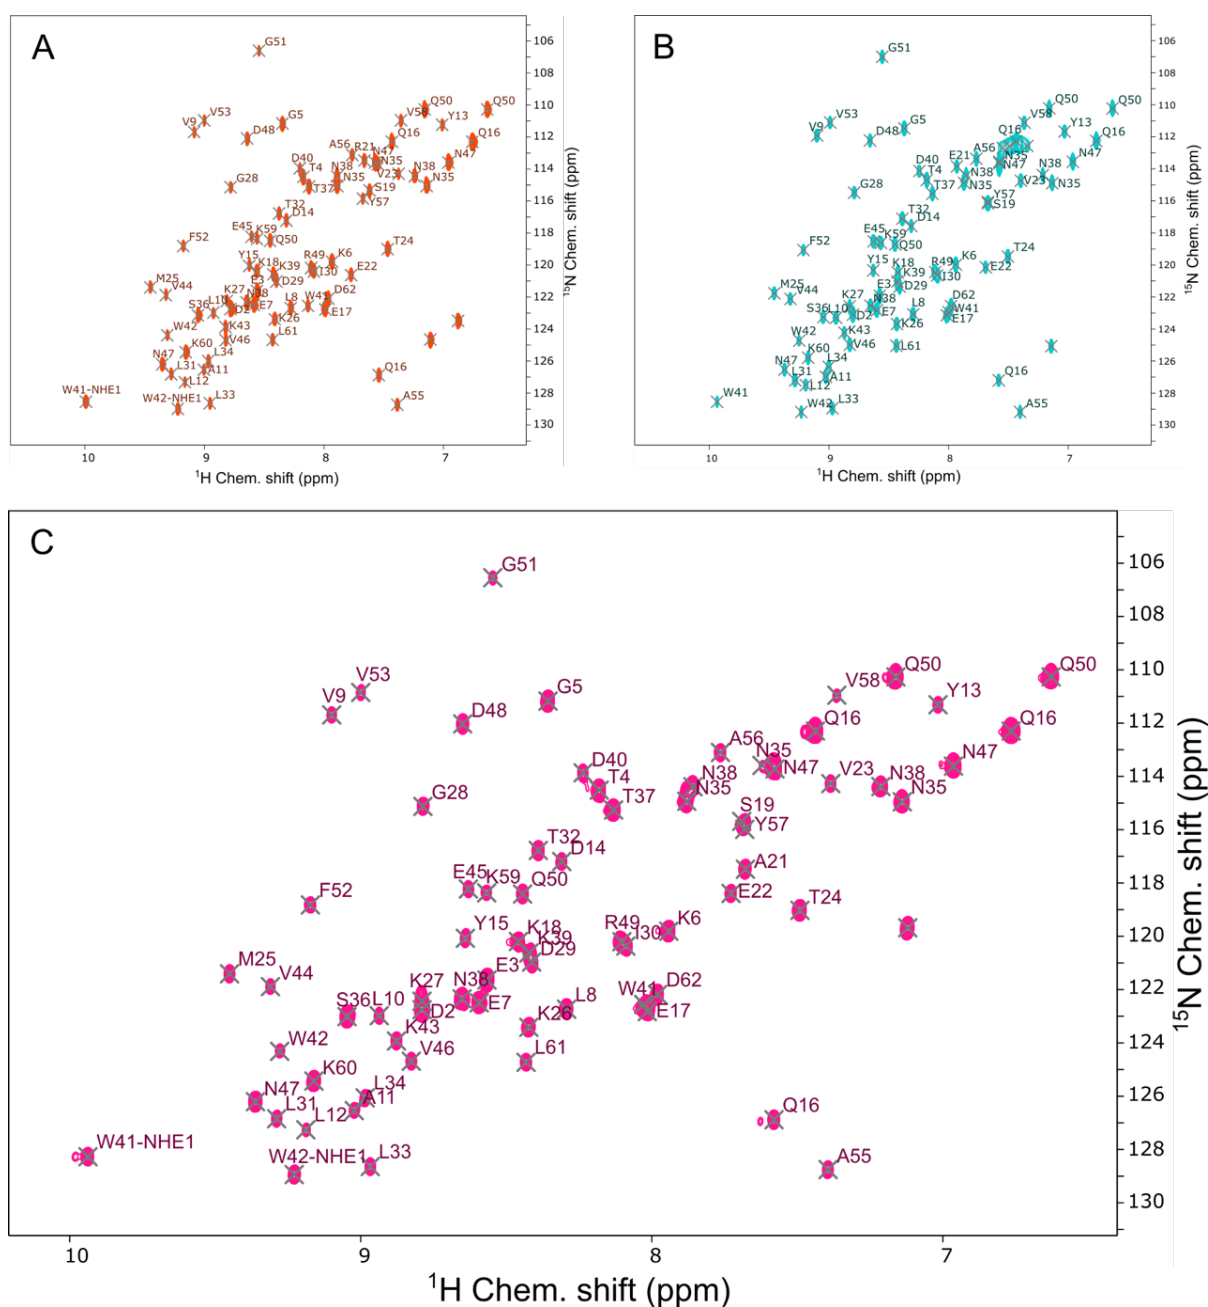 A
G51
106
108
V53
V9
G5
D48
V58
Q50
Y13
Q50
110
Q16
Q16
112
A56
R21
N47
N35
N47
D40
T4
N38
V23
N38
114
G28
T37
N35
S19
N35
Y57
116
T32
D14
E45
K59
Q50
118
F52
T24
Y15
K18
R49
K6
120
E3
K39
I30
E22
M25
D29
V44
K27
N38
L8
W41
D62
122
S36
L10
D2
E7
K26
E17
W42
K43
124
V46
L61
K60
L34
N47
L31
A11
126
L12
Q16
W41-NHE1
W42-NHE1
L33
A55
128
130
10
9
8
7
1H Chem. shift (ppm)
15N Chem. shift (ppm)
B
G51
106
108
V53
V9
G5
D48
V58
Q50
Y13
Q50
110
Q16
Q16
112
E21
A56
N35
N47
N47
D40
T4
N38
V23
N38
114
G28
T37
N35
N35
Y57
S19
116
T32
D14
E45
K59
Q50
118
F52
T24
Y15
K18
R49
K6
120
E3
K39
I30
E22
M25
D29
V44
K27
N38
L8
D62
122
S36
L10
D2
E7
K26
W41
E17
W42
K43
124
V46
L61
K60
L34
N47
L31
A11
126
L12
Q16
W41
W42
L33
A55
128
130
10
9
8
7
1H Chem. shift (ppm)
15N Chem. shift (ppm)
C
G51
106
108
V53
V9
G5
D48
V58
Q50
Y13
Q50
110
Q16
Q16
112
A56
N35
N47
N47
D40
T4
N38
V23
N38
114
G28
T37
N35
N35
S19
Y57
116
T32
D14
A21
E45
K59
Q50
E22
118
F52
T24
Y15
K18
R49
K6
120
K39
I30
D29
M25
E3
V44
K27
N38
L8
W41
D62
122
S36
L10
D2
E7
K26
E17
W42
K43
124
V46
L61
K60
L34
N47
L31
A11
126
L12
Q16
W41-NHE1
W42-NHE1
L33
A55
128
130
10
9
8
7
1H Chem. shift (ppm)
15N Chem. shift (ppm)